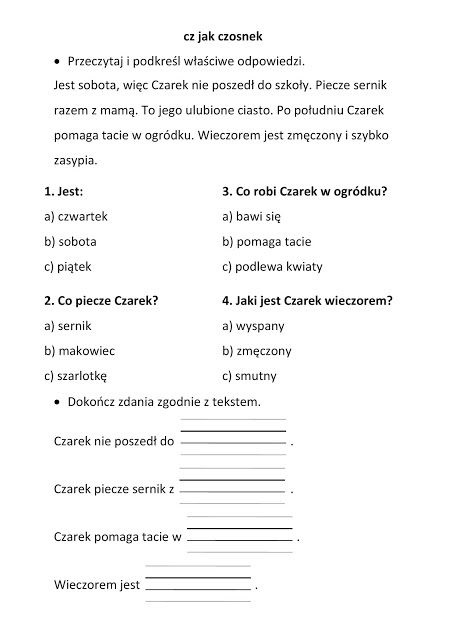 cz jak czosnek
• Przeczytaj i podkreśl właściwe odpowiedzi.
Jest sobota, więc Czarek nie poszedł do szkoły. Piecze sernik
razem z mamą. To jego ulubione ciasto. Po południu Czarek
pomaga tacie w ogródku. Wieczorem jest zmęczony i szybko
zasypia.
1. Jest:
a) czwartek
b) sobota
c) piątek
2. Co piecze Czarek?
a) sernik
b) makowiec
c) szarlotkę
3. Co robi Czarek w ogródku?
a) bawi się
b) pomaga tacie
c) podlewa kwiaty
4. Jaki jest Czarek wieczorem?
a) wyspany
b) zmęczony
c) smutny
• Dokończ zdania zgodnie z tekstem.
Czarek nie poszedł do .
Czarek piecze sernik z .
Czarek pomaga tacie w .
Wieczorem jest .